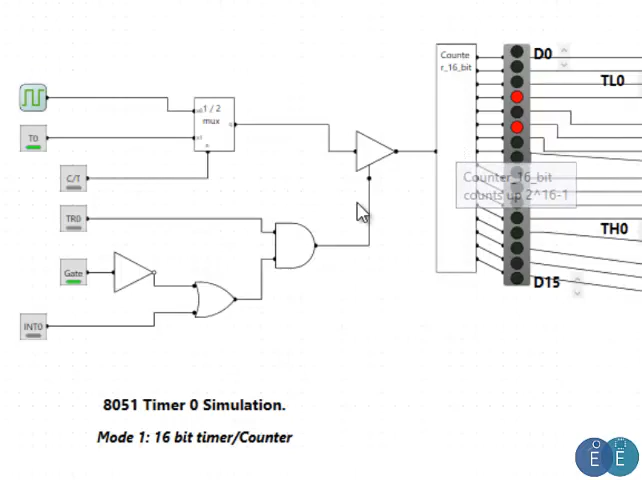 Counte
r_16_bit
D0
TL0
1 / 2
mux
T0
C/T
Counter_16_bit
counts up 2^16-1
TR0
TH0
Gate
D15
INT0
8051 Timer 0 Simulation.
Mode 1: 16 bit timer/Counter
E E